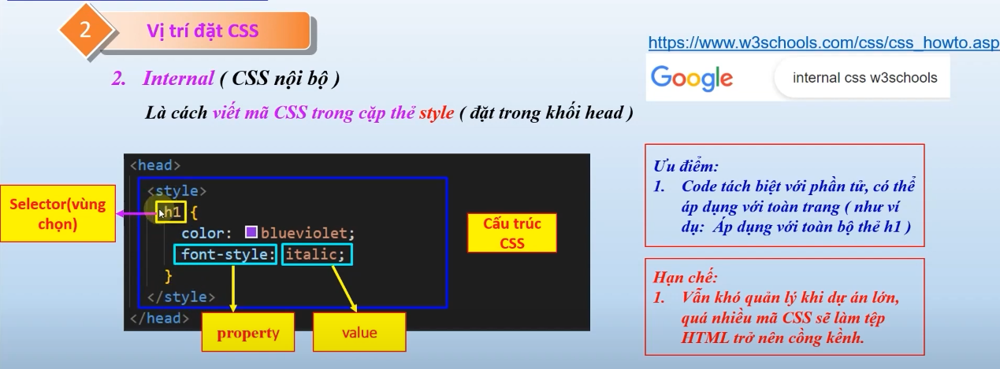 2
Vị trí đặt CSS
https://www.w3schools.com/css/css_howto.asp
2. Internal ( CSS nội bộ )
Google
internal css w3schools
Là cách viết mã CSS trong cặp thẻ style ( đặt trong khối head )
<head>
<style>
h1 {
color: blueviolet;
font-style: italic;
}
</style>
</head>
Selector(vùng
chọn)
Cấu trúc
CSS
property
value
Ưu điểm:
1. Code tách biệt với phần tử, có thể
áp dụng với toàn trang ( như ví
dụ: Áp dụng với toàn bộ thẻ h1 )
Hạn chế:
1. Vẫn khó quản lý khi dự án lớn,
quá nhiều mã CSS sẽ làm tệp
HTML trở nên cồng kềnh.